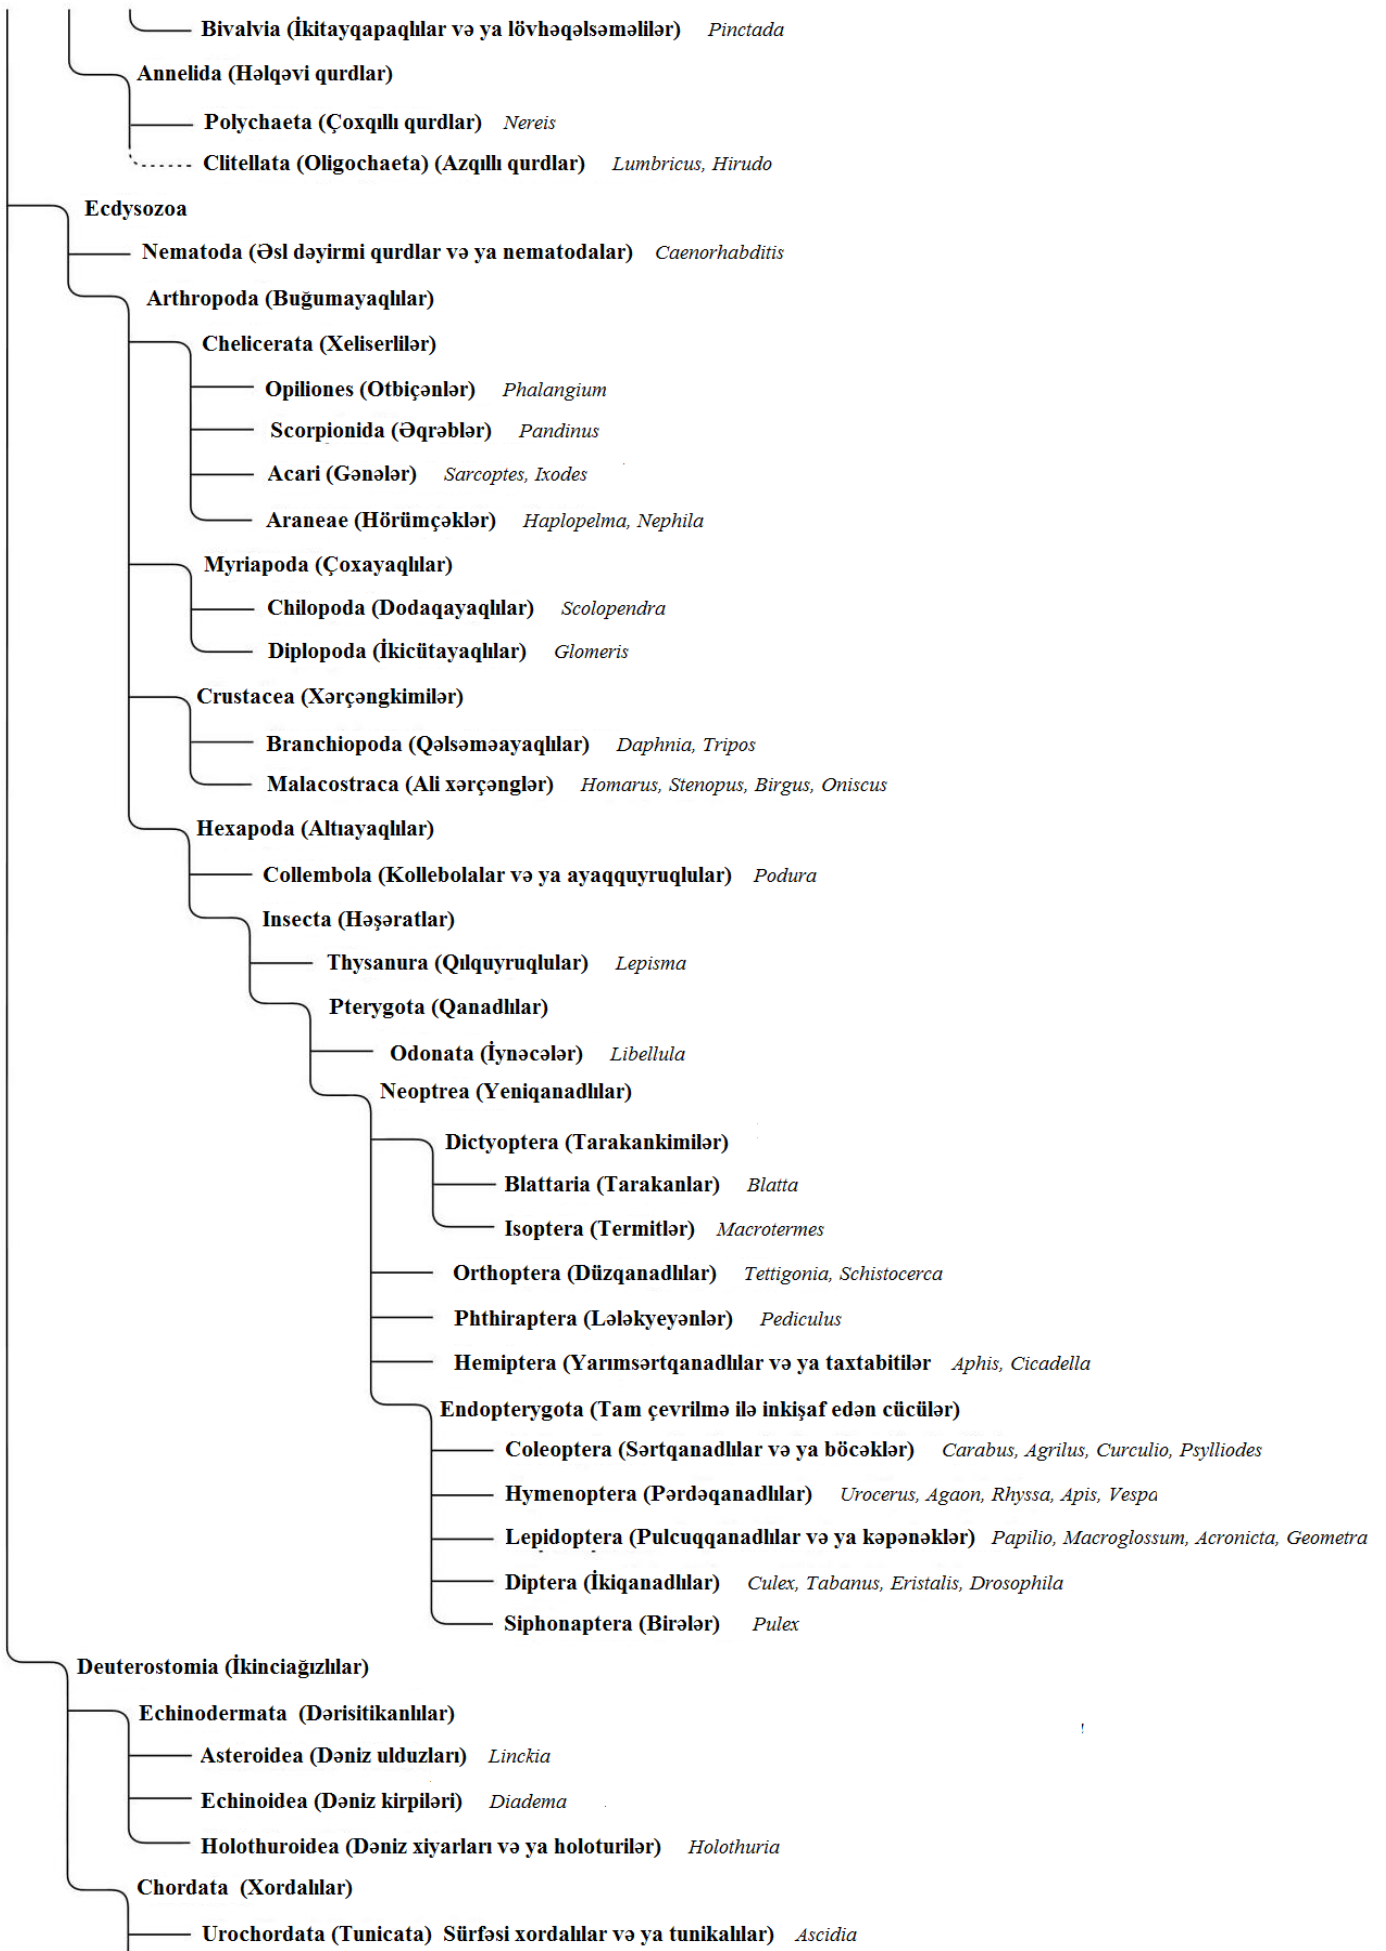 Bivalvia (İkitayqapaqlılar və ya lövhəqəlsəməlilər) Pinctada
Annelida (Həlqəvi qurdlar)
Polychaeta (Çoxqıllı qurdlar) Nereis
Clitellata (Oligochaeta) (Azqıllı qurdlar) Lumbricus, Hirudo
Ecdysozoa
Nematoda (Əsl dəyirmi qurdlar və ya nematodalar) Caenorhabditis
Arthropoda (Buğumayaqlılar)
Chelicerata (Xeliserlilər)
Opiliones (Otbiçənlər) Phalangium
Scorpionida (Əqrəblər) Pandinus
Acari (Gənələr) Sarcoptes, Ixodes
Araneae (Hörümçəklər) Haplopelma, Nephila
Myriapoda (Çoxayaqlılar)
Chilopoda (Dodaqayaqlılar) Scolopendra
Diplopoda (İkicütayaqlılar) Glomeris
Crustacea (Xərçəngkimilər)
Branchiopoda (Qəlsəməayaqlılar) Daphnia, Tripos
Malacostraca (Ali xərçənglər) Homarus, Stenopus, Birgus, Oniscus
Hexapoda (Altıayaqlılar)
Collembola (Kollebolalar və ya ayaqquyruqlular) Podura
Insecta (Həşəratlar)
Thysanura (Qılquyruqlular) Lepisma
Pterygota (Qanadlılar)
Odonata (İynəcələr) Libellula
Neoptrea (Yeniqanadlılar)
Dictyoptera (Tarakankimilər)
Blattaria (Tarakanlar) Blatta
Isoptera (Termitlər) Macrotermes
Orthoptera (Düzqanadlılar) Tettigonia, Schistocerca
Phthiraptera (Lələkyeyənlər) Pediculus
Hemiptera (Yarımsərtqanadlılar və ya taxtabitilər Aphis, Cicadella
Endopterygota (Tam çevrilmə ilə inkişaf edən cücülər)
Coleoptera (Sərtqanadlılar və ya böcəklər) Carabus, Agrilus, Curculio, Psylliodes
Hymenoptera (Pərdəqanadlılar) Urocerus, Agaon, Rhyssa, Apis, Vespa
Lepidoptera (Pulcuqqanadlılar və ya kəpənəklər) Papilio, Macroglossum, Acronicta, Geometra
Diptera (İkiqanadlılar) Culex, Tabanus, Eristalis, Drosophila
Siphonaptera (Birələr) Pulex
Deuterostomia (İkinciağızlılar)
Echinodermata (Dərisitikanlılar)
Asteroidea (Dəniz ulduzları) Linckia
Echinoidea (Dəniz kirpiləri) Diadema
Holothuroidea (Dəniz xiyarları və ya holoturilər) Holothuria
Chordata (Xordalılar)
Urochordata (Tunicata) Sürfəsi xordalılar və ya tunikalılar) Ascidia